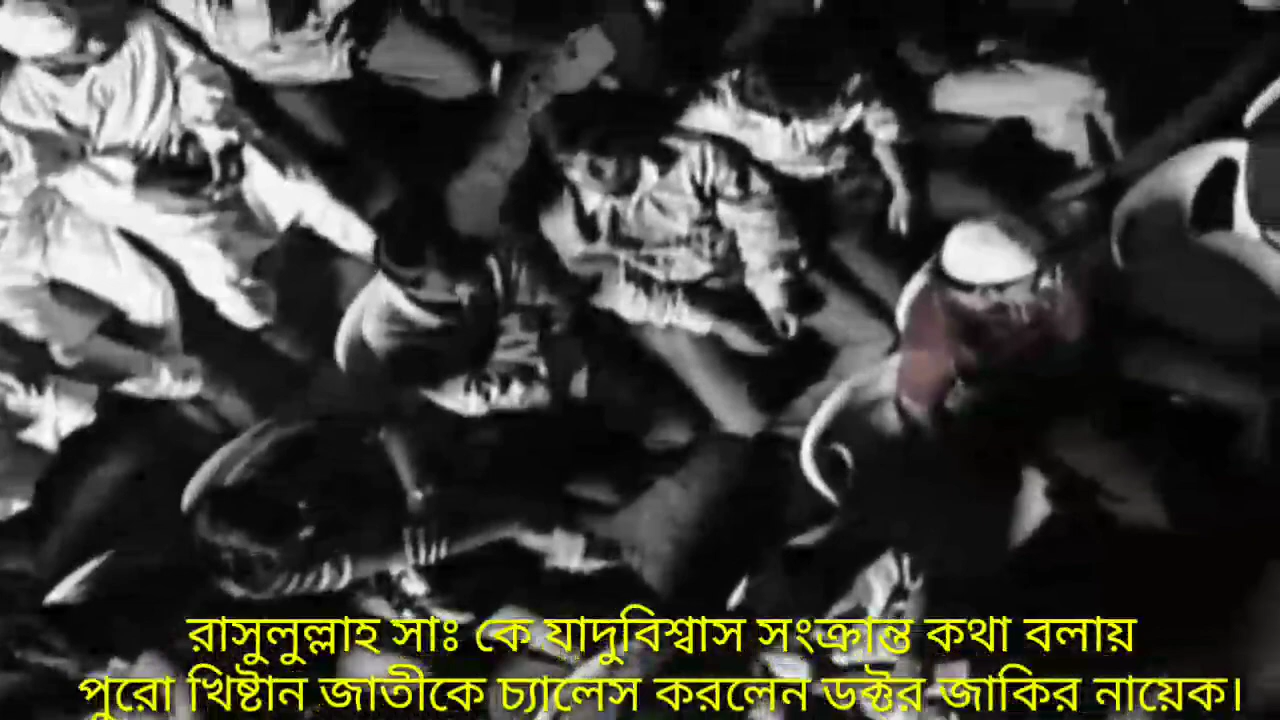 রাসুলুল্লাহ সাঃ কে যাদুবিশ্বাস সংক্রান্ত কথা বলায়
পুরো খিষ্টান জাতীকে চ্যালেস করলেন ডক্টর জাকির নায়েক।